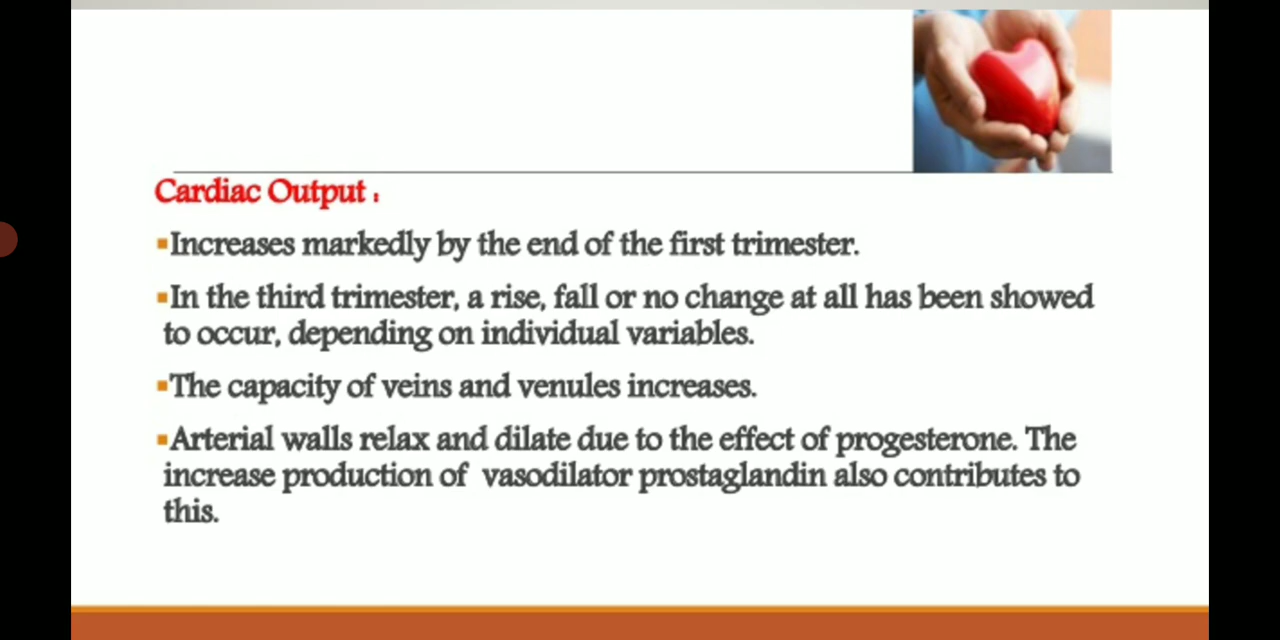 Cardiac Output :
▪Increases markedly by the end of the first trimester.
▪In the third trimester, a rise, fall or no change at all has been showed
to occur, depending on individual variables.
▪The capacity of veins and venules increases.
▪Arterial walls relax and dilate due to the effect of progesterone. The
increase production of vasodilator prostaglandin also contributes to
this.